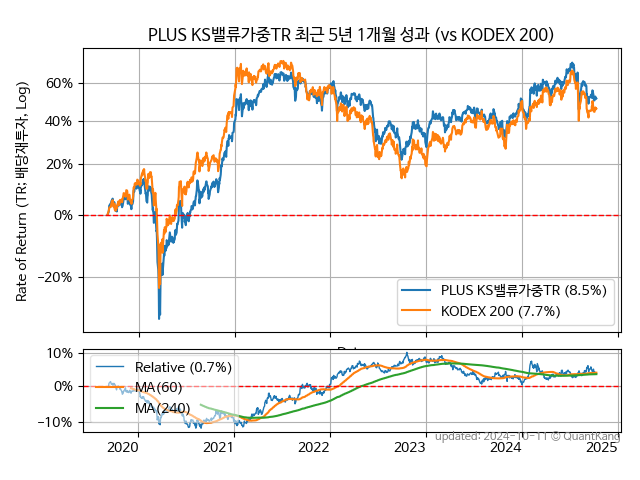 PLUS KS밸류가중TR 최근 5년 1개월 성과 (vs KODEX 200)
Rate of Return (TR: 배당재투자, Log)
60%
40%
20%
0%
−20%
PLUS KS밸류가중TR (8.5%)
KODEX 200 (7.7%)
10%
0%
−10%
Relative (0.7%)
MA(60)
MA(240)
2020
2021
2022
2023
2024
2025
updated: 2024-10-11 © QuantKang